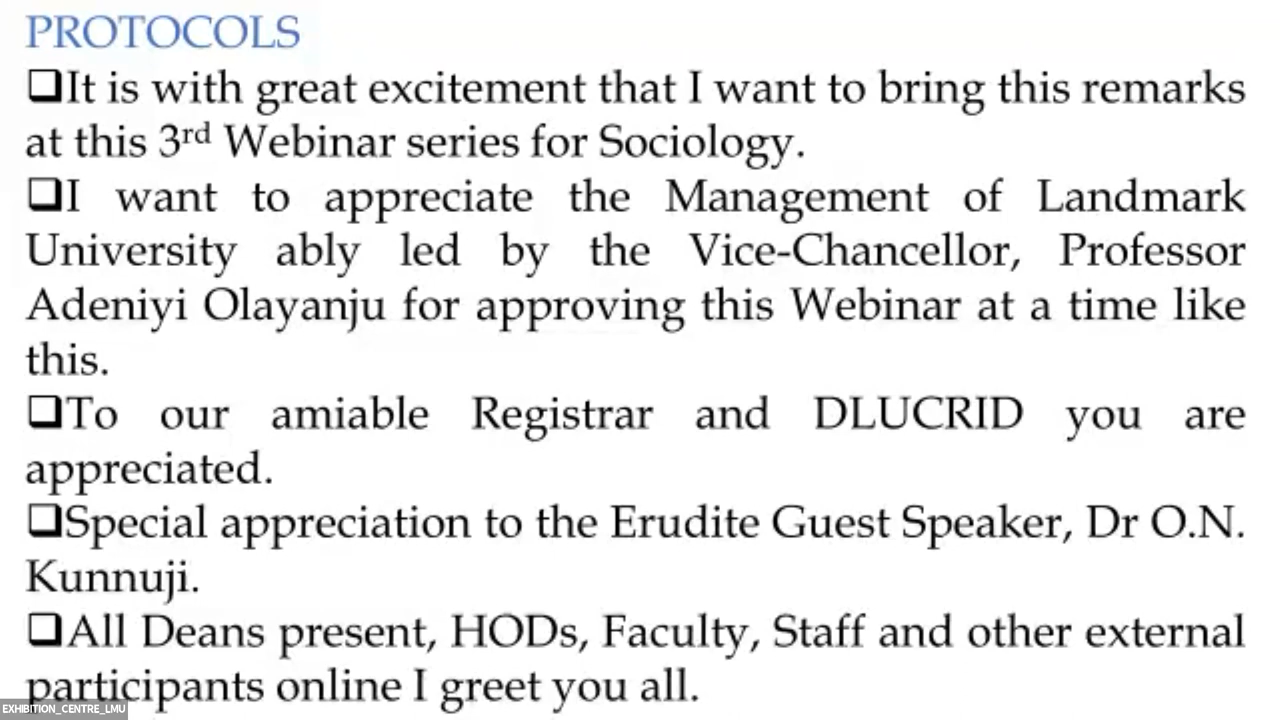 PROTOCOLS
❑It is with great excitement that I want to bring this remarks
at this 3rd Webinar series for Sociology.
❑I want to appreciate the Management of Landmark
University ably led by the Vice-Chancellor, Professor
Adeniyi Olayanju for approving this Webinar at a time like
this.
❑To our amiable Registrar and DLUCRID you are
appreciated.
❑Special appreciation to the Erudite Guest Speaker, Dr O.N.
Kunnuji.
❑All Deans present, HODs, Faculty, Staff and other external
participants online I greet you all.
EXHIBITION_CENTRE_LMU